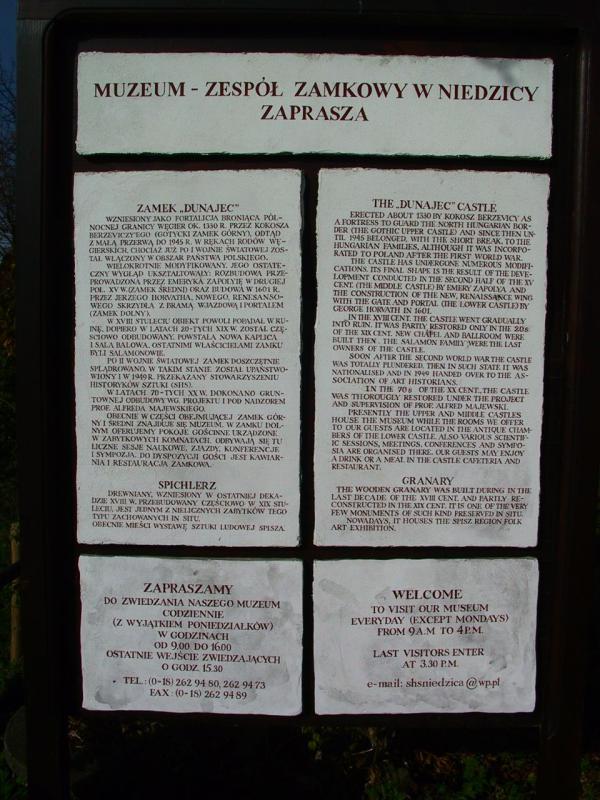 MUZEUM - ZESPÓŁ ZAMKOWY W NIEDZICY
ZAPRASZA
ZAMEK „DUNAJEC"
WZNIESIONY JAKO FORTALICJA BRONIĄCA PÓŁ-
NOCNEJ GRANICY WĘGIER OK. 1330 R. PRZEZ KOKOSZA
BERZEVICZY'EGO (GOTYCKI ZAMEK GÓRNY), ODTĄD
Z MAŁĄ PRZERWĄ DO 1945 R. W RĘKACH RODÓW WĘ-
GIERSKICH, CHOCIAŻ JUŻ PO I WOJNIE ŚWIATOWEJ ZOS-
TAŁ WŁĄCZONY W OBSZAR PAŃSTWA POLSKIEGO.
WIELOKROTNIE MODYFIKOWANY. JEGO OSTATE-
CZNY WYGLĄD UKSZTAŁTOWAŁY: ROZBUDOWA PRZE-
PROWADZONA PRZEZ EMERYKA ZAPOLYĘ W DRUGIEJ
POŁ. XV W. (ZAMEK ŚREDNI) ORAZ BUDOWA W 1601 R.
PRZEZ JERZEGO HORVATHA, NOWEGO, RENESANSO-
WEGO SKRZYDŁA Z BRAMĄ WJAZDOWĄ I PORTALEM
(ZAMEK DOLNY).
W XVIII STULECIU OBIEKT POWOLI POPADAŁ W RU-
INĘ. DOPIERO W LATACH 20-TYCH XIX W. ZOSTAŁ CZĘ-
ŚCIOWO ODBUDOWANY. POWSTAŁA NOWA KAPLICA
I SALA BALOWA. OSTATNIMI WŁAŚCICIELAMI ZAMKU
BYLI SALAMONOWIE.
PO II WOJNIE ŚWIATOWEJ ZAMEK DOSZCZĘTNIE
SPLĄDROWANO. W TAKIM STANIE ZOSTAŁ UPAŃSTWO-
WIONY I W 1949 R. PRZEKAZANY STOWARZYSZENIU
HISTORYKÓW SZTUKI (SHS).
W LATACH 70-TYCH XX W. DOKONANO GRUN-
TOWNEJ ODBUDOWY WG. PROJEKTU I POD NADZOREM
PROF. ALFREDA MAJEWSKIEGO.
OBECNIE W CZĘŚCI OBEJMUJĄCEJ ZAMEK GÓR-
NY I ŚREDNI ZNAJDUJE SIĘ MUZEUM. W ZAMKU DOL-
NYM OFERUJEMY POKOJE GOŚCINNE URZĄDZONE
W ZABYTKOWYCH KOMNATACH. ODBYWAJĄ SIĘ TU
LICZNE SESJE NAUKOWE, ZJAZDY, KONFERENCJE
I SYMPOZJA. DO DYSPOZYCJI GOŚCI JEST KAWIAR-
NIA I RESTAURACJA ZAMKOWA.
SPICHLERZ
DREWNIANY, WZNIESIONY W OSTATNIEJ DEKA-
DZIE XVIII W. PRZEBUDOWANY CZĘŚCIOWO W XIX STU-
LECIU, JEST JEDNYM Z NIELICZNYCH ZABYTKÓW TEGO
TYPU ZACHOWANYCH IN SITU.
OBECNIE MIEŚCI WYSTAWĘ SZTUKI LUDOWEJ SPISZA.
THE „DUNAJEC" CASTLE
ERECTED ABOUT 1330 BY KOKOSZ BERZEVICY AS
A FORTRESS TO GUARD THE NORTH HUNGARIAN BOR-
DER (THE GOTHIC UPPER CASTLE) AND SINCE THEN UN-
TIL 1945 BELONGED, WITH THE SHORT BREAK, TO THE
HUNGARIAN FAMILIES, ALTHOUGH IT WAS INCORPO-
RATED TO POLAND AFTER THE FIRST WORLD WAR.
THE CASTLE HAS UNDERGONE NUMEROUS MODIFI-
CATIONS. ITS FINAL SHAPE IS THE RESULT OF THE DEVE-
LOPMENT CONDUCTED IN THE SECOND HALF OF THE XV
CENT. (THE MIDDLE CASTLE) BY EMERY ZAPOLYA AND
THE CONSTRUCTION OF THE NEW, RENAISSANCE WING
WITH THE GATE AND PORTAL (THE LOWER CASTLE) BY
GEORGE HORVATH IN 1601.
IN THE XVIII CENT. THE CASTLE WENT GRADUALLY
INTO RUIN. IT WAS PARTLY RESTORED ONLY IN THE 20s
OF THE XIX CENT. NEW CHAPEL AND BALLROOM WERE
BUILT THEN. THE SALAMON FAMILY WERE THE LAST
OWNERS OF THE CASTLE.
SOON AFTER THE SECOND WORLD WAR THE CASTLE
WAS TOTALLY PLUNDERED. THEN IN SUCH STATE IT WAS
NATIONALISED AND IN 1949 HANDED OVER TO THE AS-
SOCIATION OF ART HISTORIANS.
IN THE 70s OF THE XX CENT., THE CASTLE
WAS THOROUGLY RESTORED UNDER THE PROJECT
AND SUPERVISION OF PROF. ALFRED MAJEWSKI.
PRESENTLY THE UPPER AND MIDDLE CASTLES
HOUSE THE MUSEUM WHILE THE ROOMS WE OFFER
TO OUR GUESTS ARE LOCATED IN THE ANTIQUE CHAM-
BERS OF THE LOWER CASTLE. ALSO VARIOUS SCIENTIF-
IC SESSIONS, MEETINGS, CONFERENCES AND SYMPO-
SIA ARE ORGANISED THERE. OUR GUESTS MAY ENJOY
A DRINK OR A MEAL IN THE CASTLE CAFETERIA AND
RESTAURANT.
GRANARY
THE WOODEN GRANARY WAS BUILT DURING IN THE
LAST DECADE OF THE XVIII CENT. AND PARTLY RE-
CONSTRUCTED IN THE XIX CENT. IT IS ONE OF THE VERY
FEW MONUMENTS OF SUCH KIND PRESERVED IN SITU.
NOWADAYS, IT HOUSES THE SPISZ REGION FOLK
ART EXHIBITION.
ZAPRASZAMY
DO ZWIEDZANIA NASZEGO MUZEUM
CODZIENNIE
(Z WYJĄTKIEM PONIEDZIAŁKÓW)
W GODZINACH
OD 9.00 DO 16.00
OSTATNIE WEJŚCIE ZWIEDZAJĄCYCH
O GODZ. 15.30
TEL.: (0-18) 262 94 80, 262 94 73
FAX: (0-18) 262 94 89
WELCOME
TO VISIT OUR MUSEUM
EVERYDAY (EXCEPT MONDAYS)
FROM 9 A.M TO 4 P.M.
LAST VISITORS ENTER
AT 3.30 P.M.
e-mail: shsniedzica@wp.pl